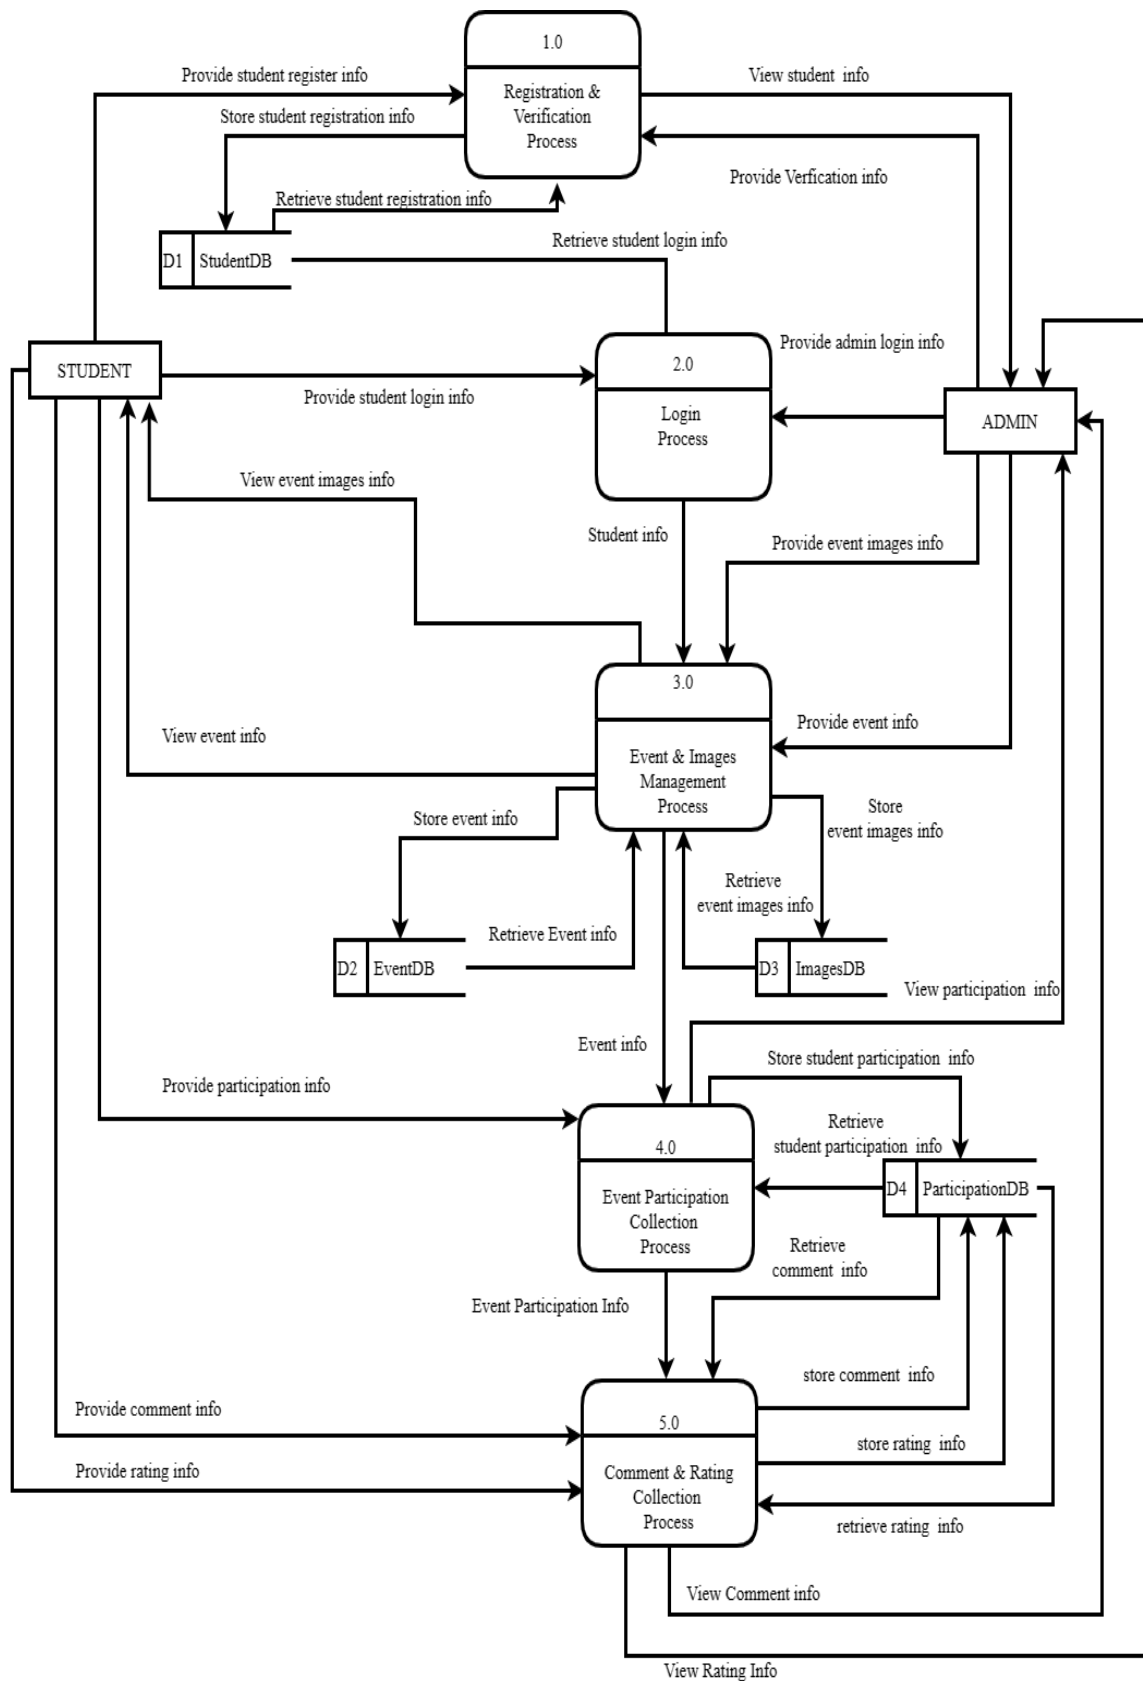 1.0
Provide student register info
View student  info
Registration &
Verification
Process
Store student registration info
Provide Verfication info
Retrieve student registration info
Retrieve student login info
D1
StudentDB
Provide admin login info
2.0
STUDENT
Provide student login info
Login
Process
ADMIN
View event images info
Student info
Provide event images info
3.0
View event info
Provide event info
Event & Images
Management
Process
Store event info
Store
event images info
Retrieve
event images info
Retrieve Event info
D2
EventDB
D3
ImagesDB
View participation  info
Event info
Store student participation  info
Provide participation info
Retrieve
student participation  info
4.0
D4
ParticipationDB
Event Participation
Collection
Process
Retrieve
comment  info
Event Participation Info
store comment  info
Provide comment info
5.0
store rating  info
Provide rating info
Comment & Rating
Collection
Process
retrieve rating  info
View Comment info
View Rating Info